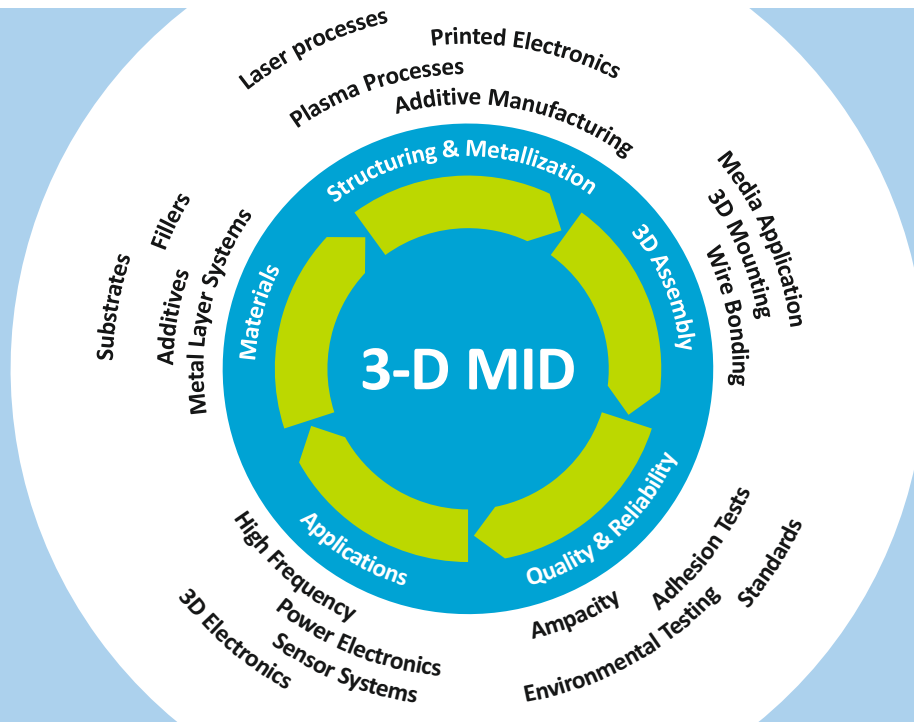 Laser processes
Printed Electronics
Plasma Processes
Additive Manufacturing
Structuring & Metallization
Media Application
3D Mounting
Wire Bonding
3D Assembly
Fillers
Substrates
Additives
Metal Layer Systems
Materials
3-D MID
Quality & Reliability
Adhesion Tests
Standards
Ampacity
Environmental Testing
Applications
High Frequency
Power Electronics
3D Electronics
Sensor Systems